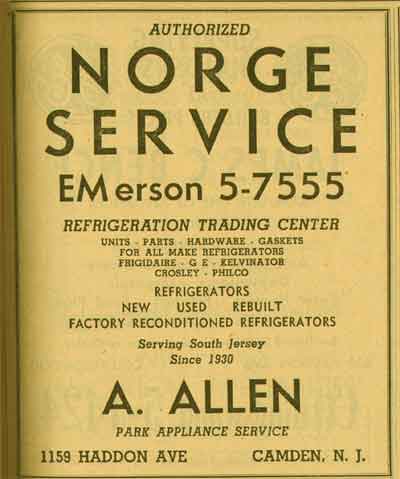 AUTHORIZED
NORGE
SERVICE
EMerson 5-7555
REFRIGERATION TRADING CENTER
UNITS - PARTS - HARDWARE - GASKETS
FOR ALL MAKE REFRIGERATORS
FRIGIDAIRE - G E - KELVINATOR
CROSLEY - PHILCO
REFRIGERATORS
NEW USED REBUILT
FACTORY RECONDITIONED REFRIGERATORS
Serving South Jersey
Since 1930
A. ALLEN
PARK APPLIANCE SERVICE
1159 HADDON AVE CAMDEN, N. J.